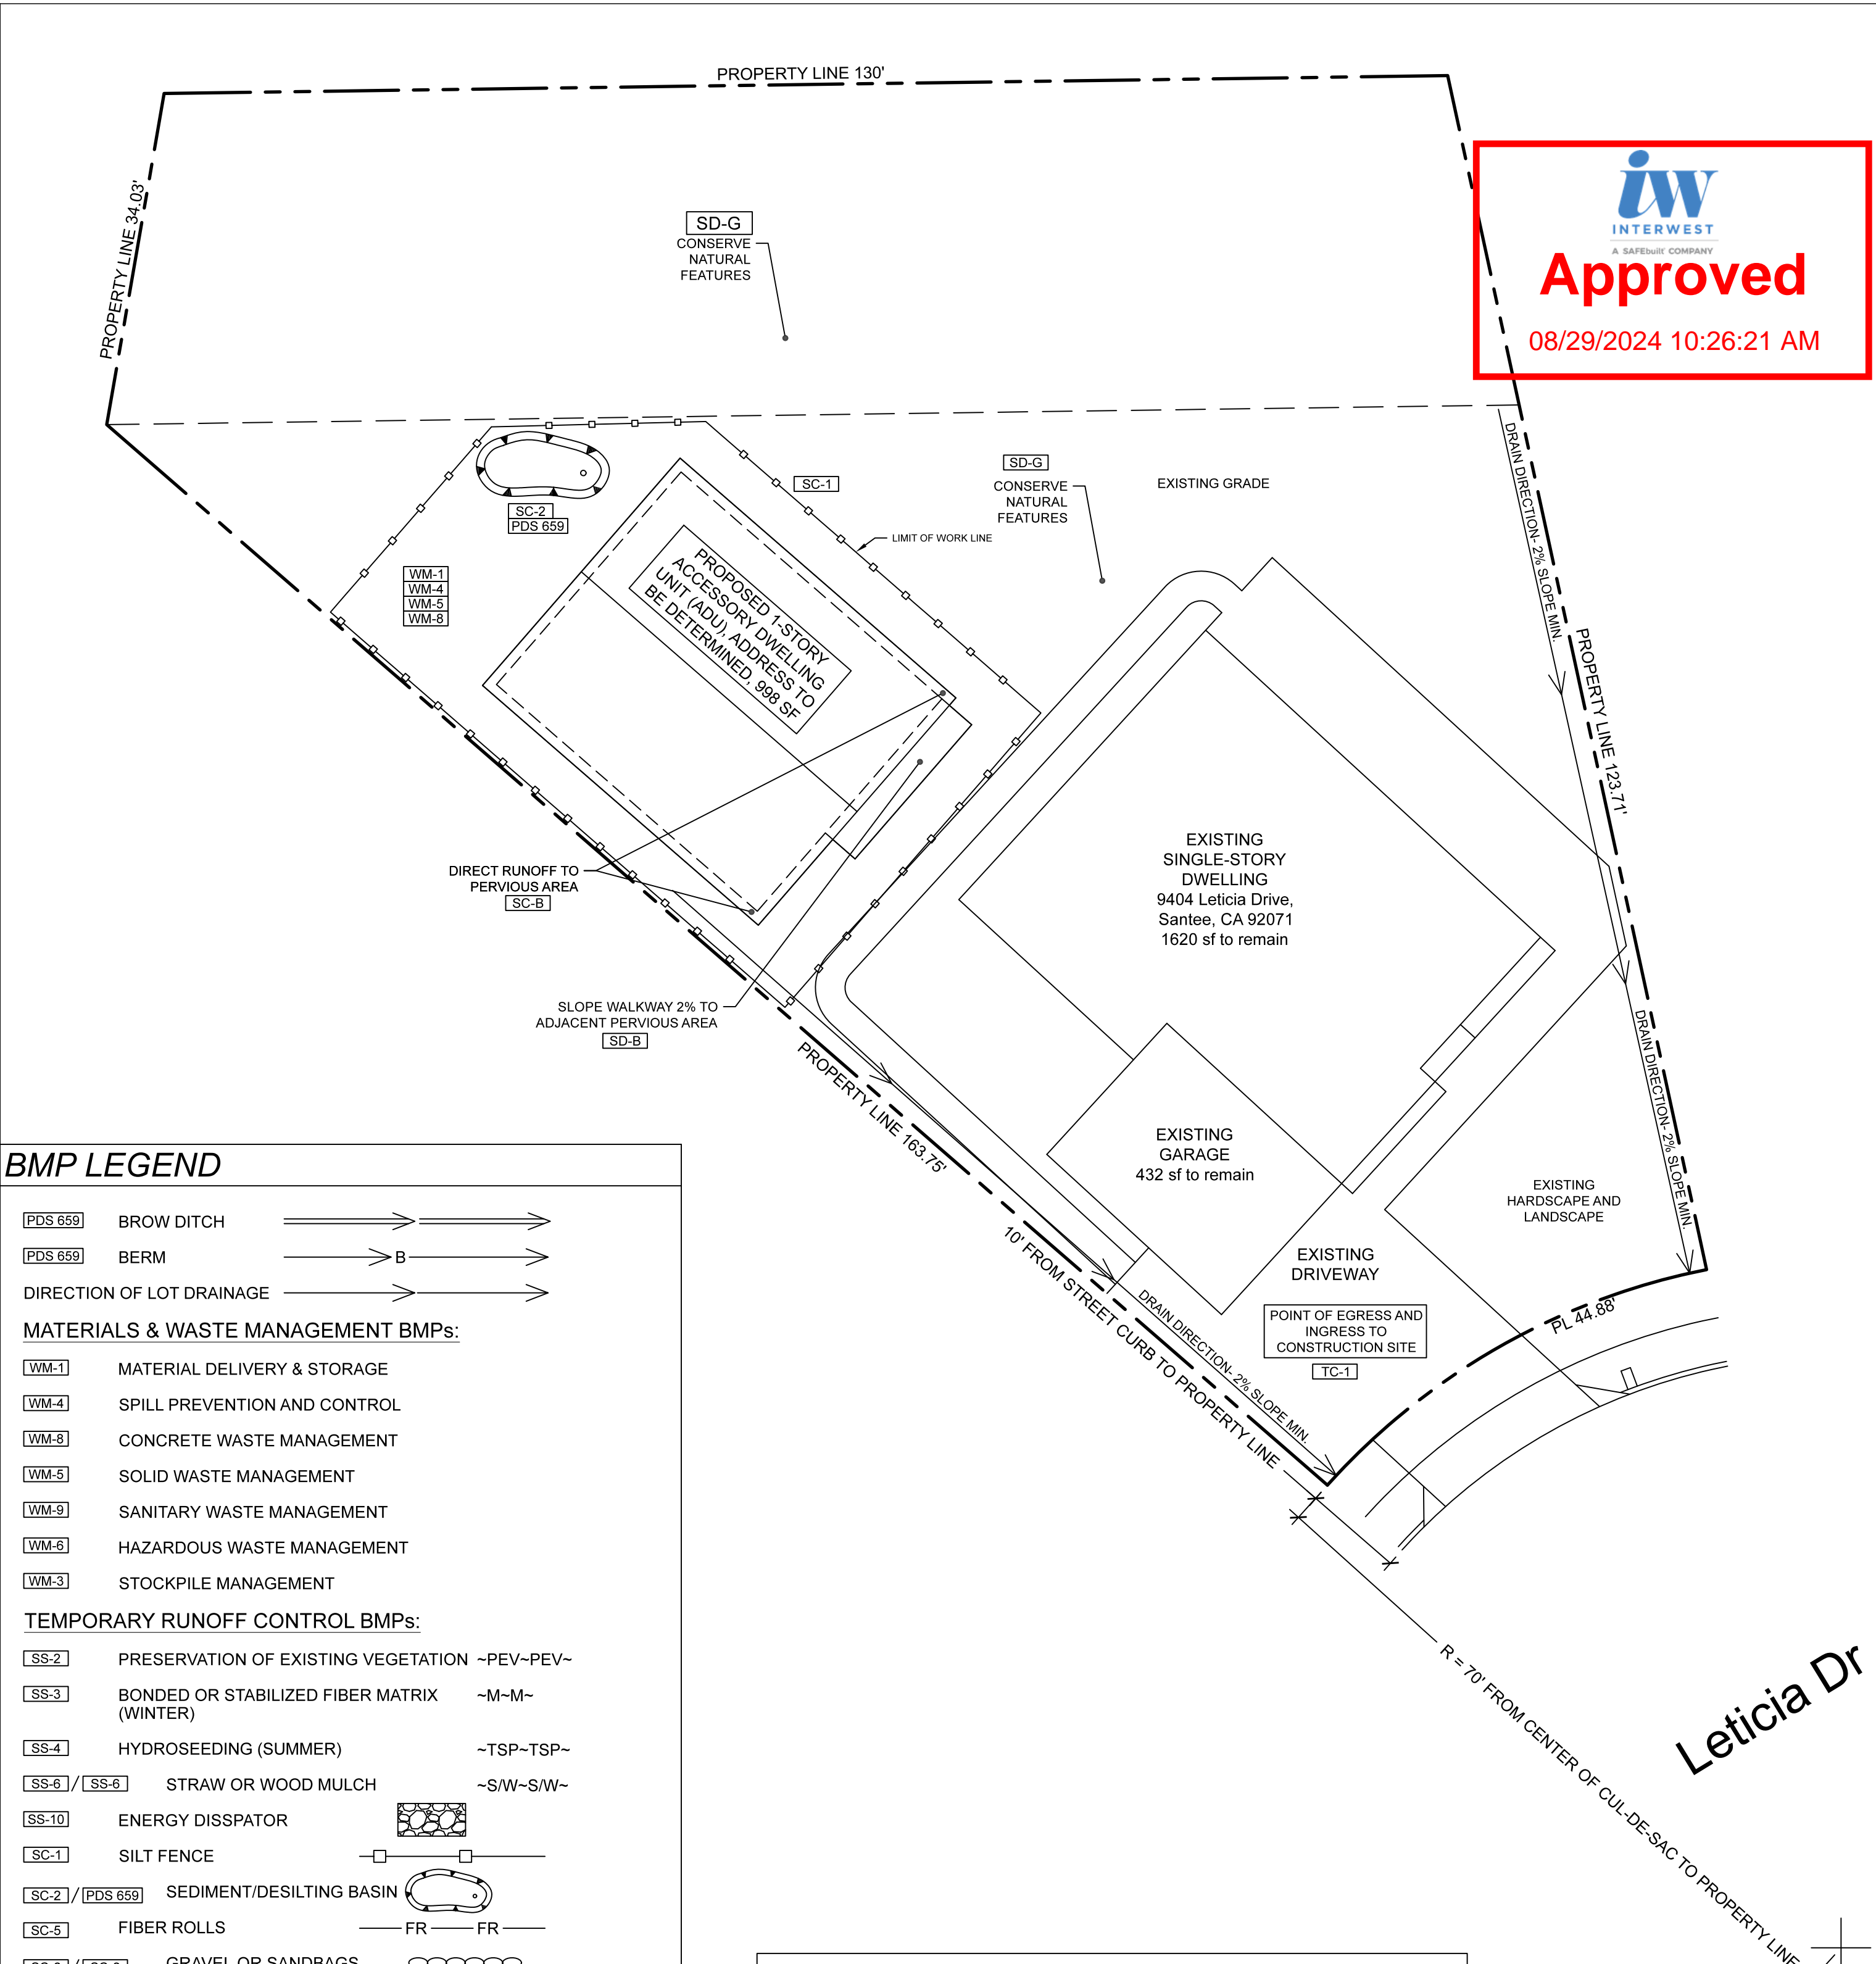 PROPERTY LINE 130'
PROPERTY LINE 34.03'
SD-G
CONSERVE
NATURAL
FEATURES
iw
INTERWEST
A SAFEbuilt COMPANY
Approved
08/29/2024 10:26:21 AM
SC-1
SD-G
CONSERVE
NATURAL
FEATURES
EXISTING GRADE
DRAIN DIRECTION- 2% SLOPE MIN.
SC-2
PDS 659
LIMIT OF WORK LINE
WM-1
WM-4
WM-5
WM-8
PROPOSED 1-STORY
ACCESSORY DWELLING
UNIT (ADU), ADDRESS TO
BE DETERMINED, 998 SF
PROPERTY LINE 123.71'
EXISTING
SINGLE-STORY
DWELLING
9404 Leticia Drive,
Santee, CA 92071
1620 sf to remain
DIRECT RUNOFF TO
PERVIOUS AREA
SC-B
SLOPE WALKWAY 2% TO
ADJACENT PERVIOUS AREA
SD-B
PROPERTY LINE 163.75'
DRAIN DIRECTION- 2% SLOPE MIN.
EXISTING
GARAGE
432 sf to remain
EXISTING
HARDSCAPE AND
LANDSCAPE
EXISTING
DRIVEWAY
POINT OF EGRESS AND
INGRESS TO
CONSTRUCTION SITE
TC-1
PL 44.88'
DRAIN DIRECTION- 2% SLOPE MIN.
10' FROM STREET CURB TO PROPERTY LINE
R = 70' FROM CENTER OF CUL-DE-SAC TO PROPERTY LINE
Leticia Dr
BMP LEGEND
PDS 659 BROW DITCH
PDS 659 BERM B
DIRECTION OF LOT DRAINAGE
MATERIALS & WASTE MANAGEMENT BMPs:
WM-1 MATERIAL DELIVERY & STORAGE
WM-4 SPILL PREVENTION AND CONTROL
WM-8 CONCRETE WASTE MANAGEMENT
WM-5 SOLID WASTE MANAGEMENT
WM-9 SANITARY WASTE MANAGEMENT
WM-6 HAZARDOUS WASTE MANAGEMENT
WM-3 STOCKPILE MANAGEMENT
TEMPORARY RUNOFF CONTROL BMPs:
SS-2 PRESERVATION OF EXISTING VEGETATION ~PEV~PEV~
SS-3 BONDED OR STABILIZED FIBER MATRIX ~M~M~
(WINTER)
SS-4 HYDROSEEDING (SUMMER) ~TSP~TSP~
SS-6 / SS-6 STRAW OR WOOD MULCH ~S/W~S/W~
SS-10 ENERGY DISSPATOR
SC-1 SILT FENCE
SC-2 / PDS 659 SEDIMENT/DESILTING BASIN
SC-5 FIBER ROLLS FR FR
GRAVEL OR SANDBAGS